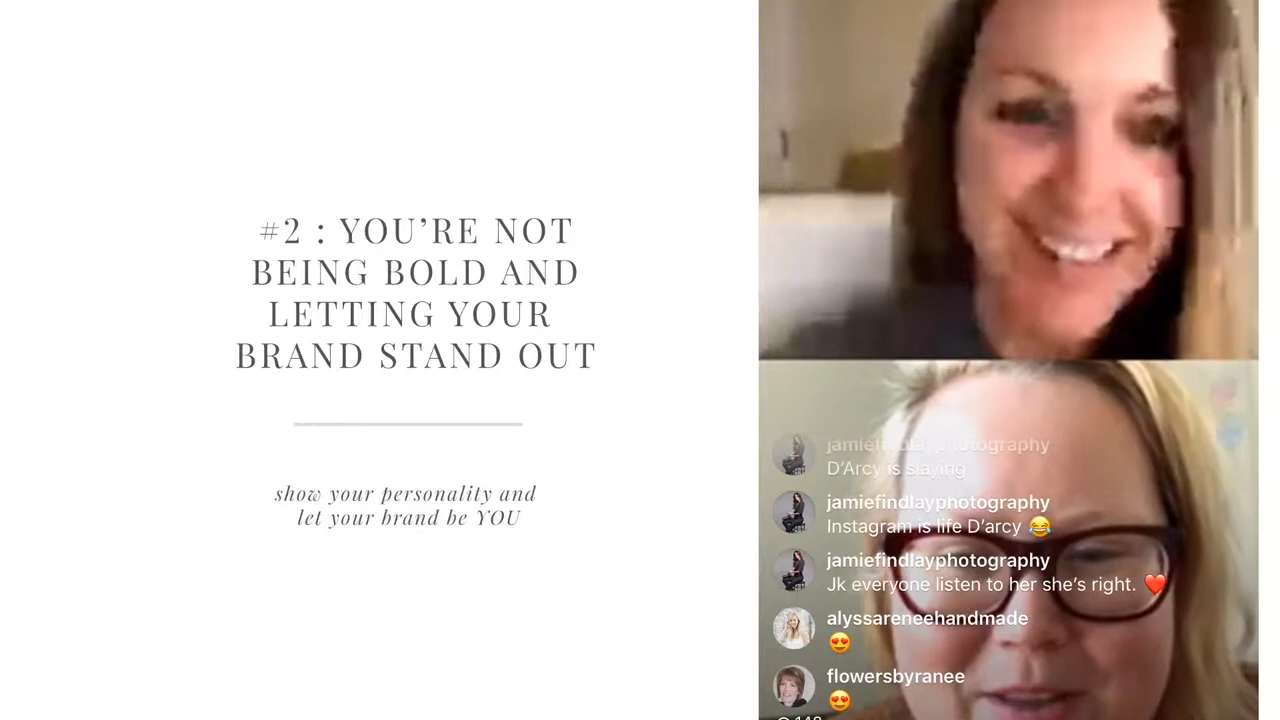 #2 : YOU’RE NOT
BEING BOLD AND
LETTING YOUR
BRAND STAND OUT
show your personality and
let your brand be YOU
jamiefindlayphotography
D’Arcy is slaying
jamiefindlayphotography
Instagram is life D’arcy 😂
jamiefindlayphotography
Jk everyone listen to her she’s right. ❤️
alyssareneehandmade
😍
flowersbyranee
😍